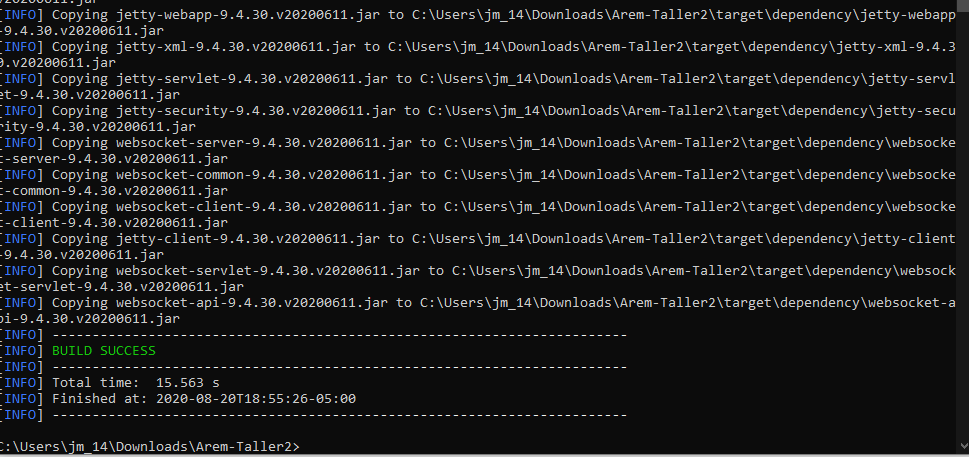 v20200611.jar
[INFO] Copying jetty-webapp-9.4.30.v20200611.jar to C:\Users\jm_14\Downloads\Arem-Taller2\target\dependency\jetty-webapp
-9.4.30.v20200611.jar
[INFO] Copying jetty-xml-9.4.30.v20200611.jar to C:\Users\jm_14\Downloads\Arem-Taller2\target\dependency\jetty-xml-9.4.3
0.v20200611.jar
[INFO] Copying jetty-servlet-9.4.30.v20200611.jar to C:\Users\jm_14\Downloads\Arem-Taller2\target\dependency\jetty-servl
et-9.4.30.v20200611.jar
[INFO] Copying jetty-security-9.4.30.v20200611.jar to C:\Users\jm_14\Downloads\Arem-Taller2\target\dependency\jetty-secu
rity-9.4.30.v20200611.jar
[INFO] Copying websocket-server-9.4.30.v20200611.jar to C:\Users\jm_14\Downloads\Arem-Taller2\target\dependency\websocke
t-server-9.4.30.v20200611.jar
[INFO] Copying websocket-common-9.4.30.v20200611.jar to C:\Users\jm_14\Downloads\Arem-Taller2\target\dependency\websocke
t-common-9.4.30.v20200611.jar
[INFO] Copying websocket-client-9.4.30.v20200611.jar to C:\Users\jm_14\Downloads\Arem-Taller2\target\dependency\websocke
t-client-9.4.30.v20200611.jar
[INFO] Copying jetty-client-9.4.30.v20200611.jar to C:\Users\jm_14\Downloads\Arem-Taller2\target\dependency\jetty-client
-9.4.30.v20200611.jar
[INFO] Copying websocket-servlet-9.4.30.v20200611.jar to C:\Users\jm_14\Downloads\Arem-Taller2\target\dependency\websock
et-servlet-9.4.30.v20200611.jar
[INFO] Copying websocket-api-9.4.30.v20200611.jar to C:\Users\jm_14\Downloads\Arem-Taller2\target\dependency\websocket-a
pi-9.4.30.v20200611.jar
[INFO] ------------------------------------------------------------------------
[INFO] BUILD SUCCESS
[INFO] ------------------------------------------------------------------------
[INFO] Total time:  15.563 s
[INFO] Finished at: 2020-08-20T18:55:26-05:00
[INFO] ------------------------------------------------------------------------
C:\Users\jm_14\Downloads\Arem-Taller2>